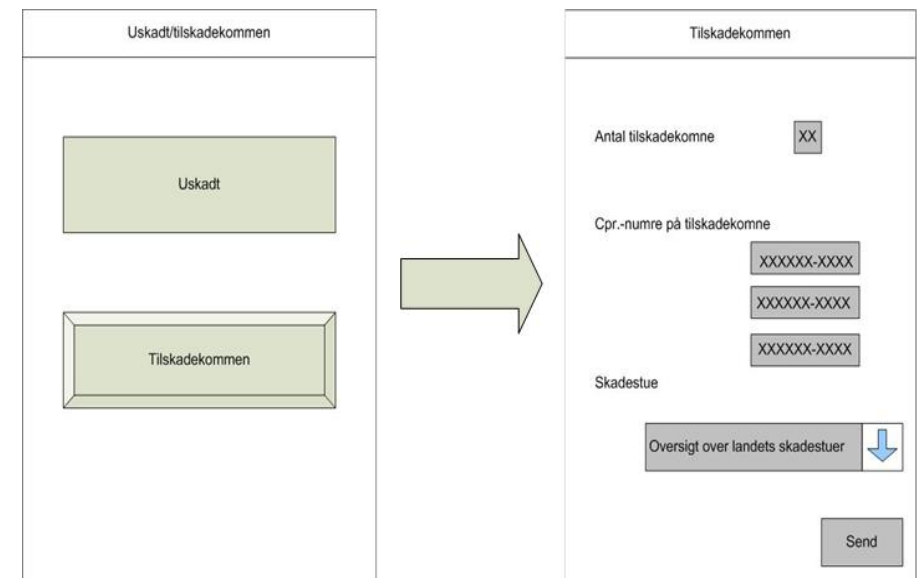 Uskadt/tilskadekommen
Uskadt
Tilskadekommen
Tilskadekommen
Antal tilskadekomne XX
Cpr.-numre på tilskadekomne
XXXXXX-XXXX
XXXXXX-XXXX
XXXXXX-XXXX
Skadestue
Oversigt over landets skadestuer
Send